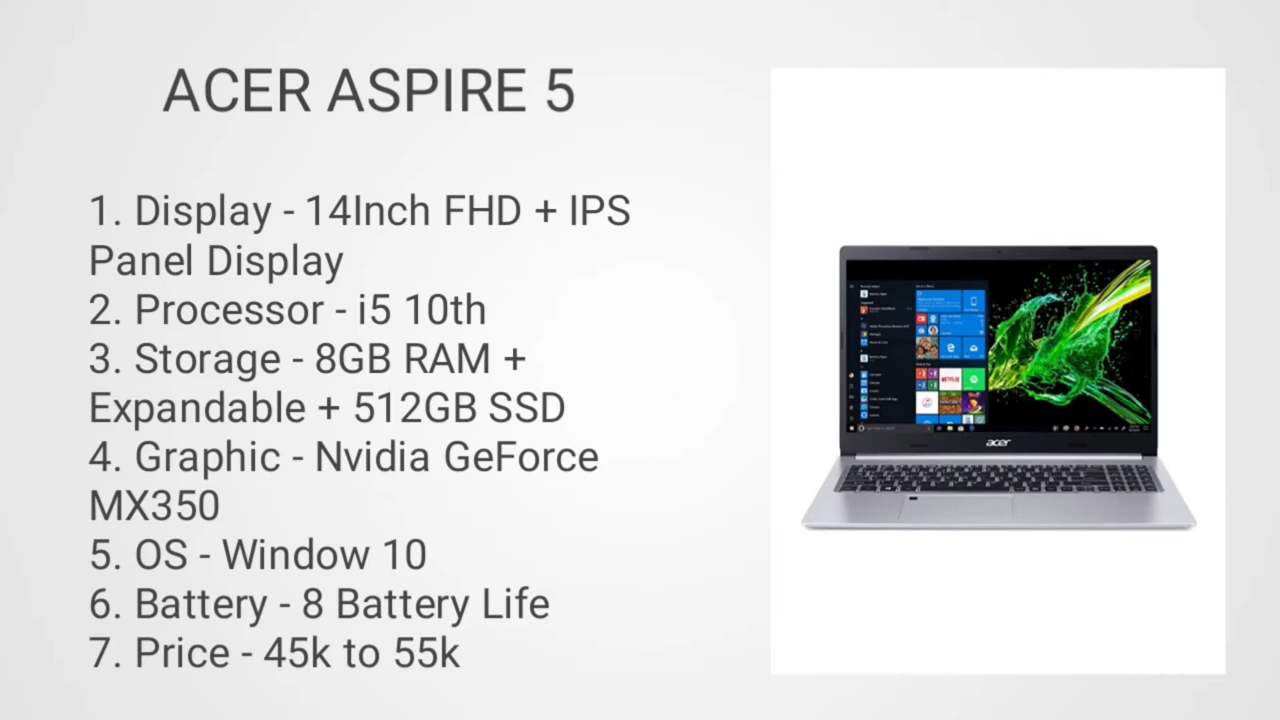 ACER ASPIRE 5
1. Display - 14Inch FHD + IPS
Panel Display
2. Processor - i5 10th
3. Storage - 8GB RAM +
Expandable + 512GB SSD
4. Graphic - Nvidia GeForce
MX350
5. OS - Window 10
6. Battery - 8 Battery Life
7. Price - 45k to 55k
NETFLIX
acer